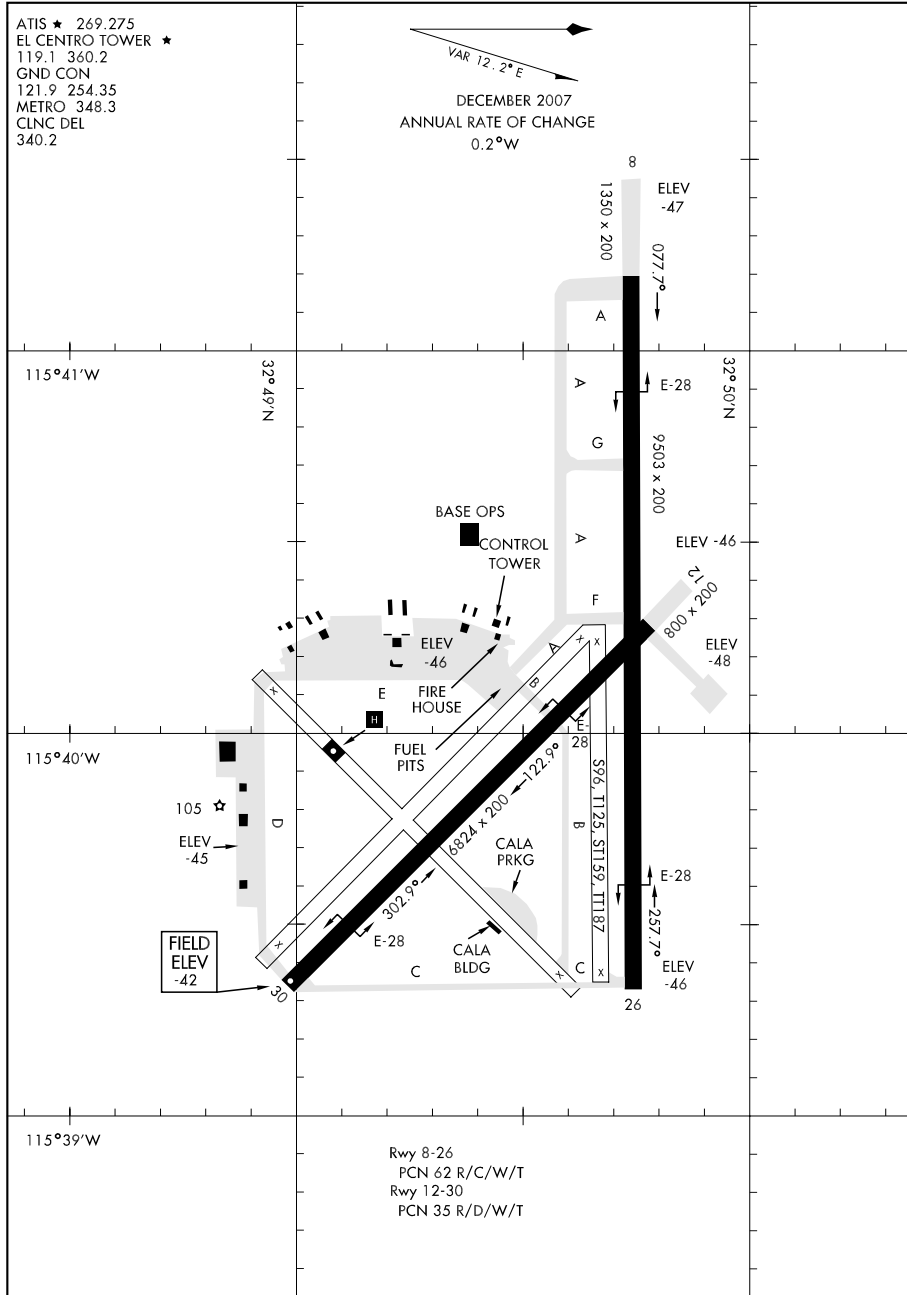 ATIS ★ 269.275
EL CENTRO TOWER ★
119.1 360.2
GND CON
121.9 254.35
METRO 348.3
CLNC DEL
340.2
VAR 12.2° E
DECEMBER 2007
ANNUAL RATE OF CHANGE
0.2°W
8
1350 x 200
ELEV
-47
077.7°
A
115°41'W
32°49'N
32°50'N
A
E-28
G
9503 x 200
BASE OPS
CONTROL
TOWER
A
ELEV -46
F
12
800 x 200
ELEV
-46
A
ELEV
-48
x
x
x
E
B
FIRE
HOUSE
H
E-
28
FUEL
PITS
115°40'W
122.9°
S96, T125, ST159, TT187
105
D
6824 x 200
B
ELEV
-45
CALA
PRKG
302.9°
E-28
257.7°
E-28
x
CALA
BLDG
FIELD
ELEV
-42
C
C
x
x
ELEV
-46
30
26
115°39'W
Rwy 8-26
PCN 62 R/C/W/T
Rwy 12-30
PCN 35 R/D/W/T